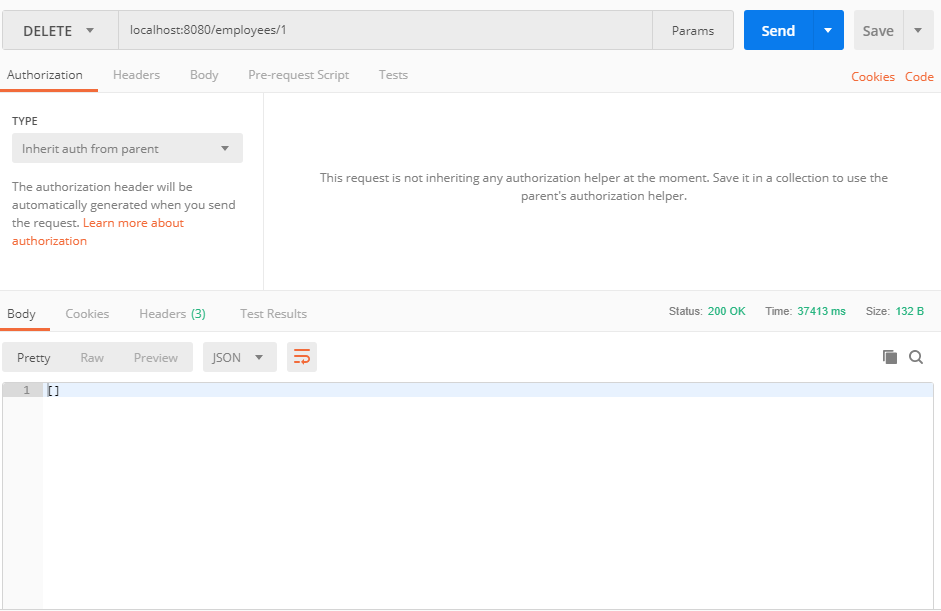 DELETE localhost:8080/employees/1 Params Send Save
Authorization Headers Body Pre-request Script Tests Cookies Code
TYPE
Inherit auth from parent
The authorization header will be
automatically generated when you send
the request. Learn more about
authorization
This request is not inheriting any authorization helper at the moment. Save it in a collection to use the
parent's authorization helper.
Body Cookies Headers (3) Test Results Status: 200 OK Time: 37413 ms Size: 132 B
Pretty Raw Preview JSON
1 []